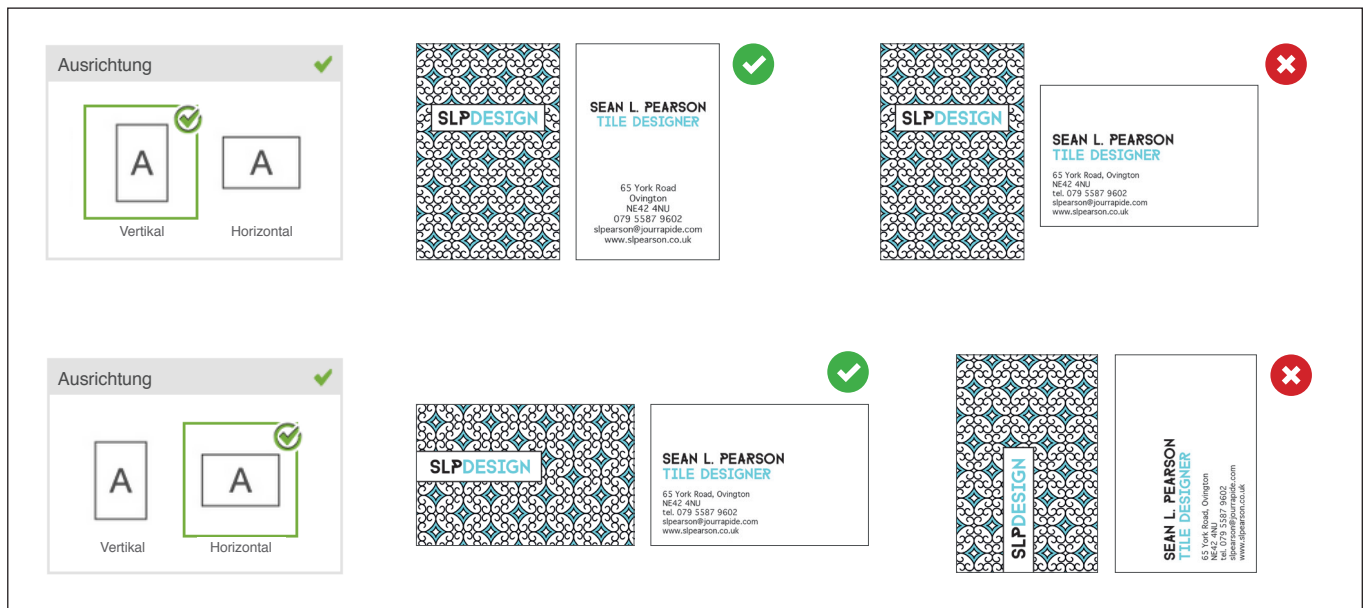 Ausrichtung
A
A
Vertikal
Horizontal
SLPDESIGN
SEAN L. PEARSON
TILE DESIGNER
65 York Road
Ovington
NE42 4NU
079 5587 9602
slpearson@jourrapide.com
www.slpearson.co.uk
SLPDESIGN
SEAN L. PEARSON
TILE DESIGNER
65 York Road, Ovington
NE42 4NU
tel. 079 5587 9602
slpearson@jourrapide.com
www.slpearson.co.uk
Ausrichtung
A
A
Vertikal
Horizontal
SLPDESIGN
SEAN L. PEARSON
TILE DESIGNER
65 York Road, Ovington
NE42 4NU
tel. 079 5587 9602
slpearson@jourrapide.com
www.slpearson.co.uk
SLPDESIGN
SEAN L. PEARSON
TILE DESIGNER
65 York Road, Ovington
NE42 4NU
tel. 079 5587 9602
slpearson@jourrapide.com
www.slpearson.co.uk